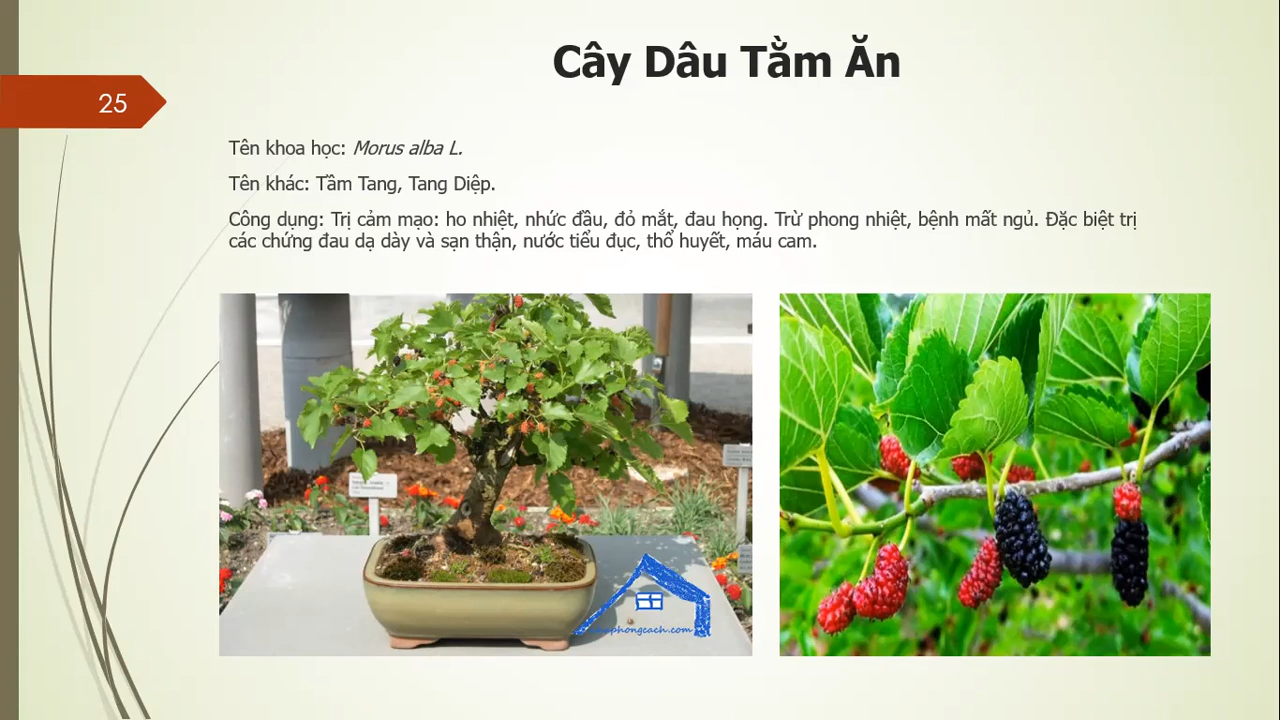 Cây Dâu Tằm Ăn
25
Tên khoa học: Morus alba L.
Tên khác: Tầm Tang, Tang Diệp.
Công dụng: Trị cảm mạo: ho nhiệt, nhức đầu, đỏ mắt, đau họng. Trừ phong nhiệt, bệnh mất ngủ. Đặc biệt trị
các chứng đau dạ dày và sạn thận, nước tiểu đục, thổ huyết, máu cam.